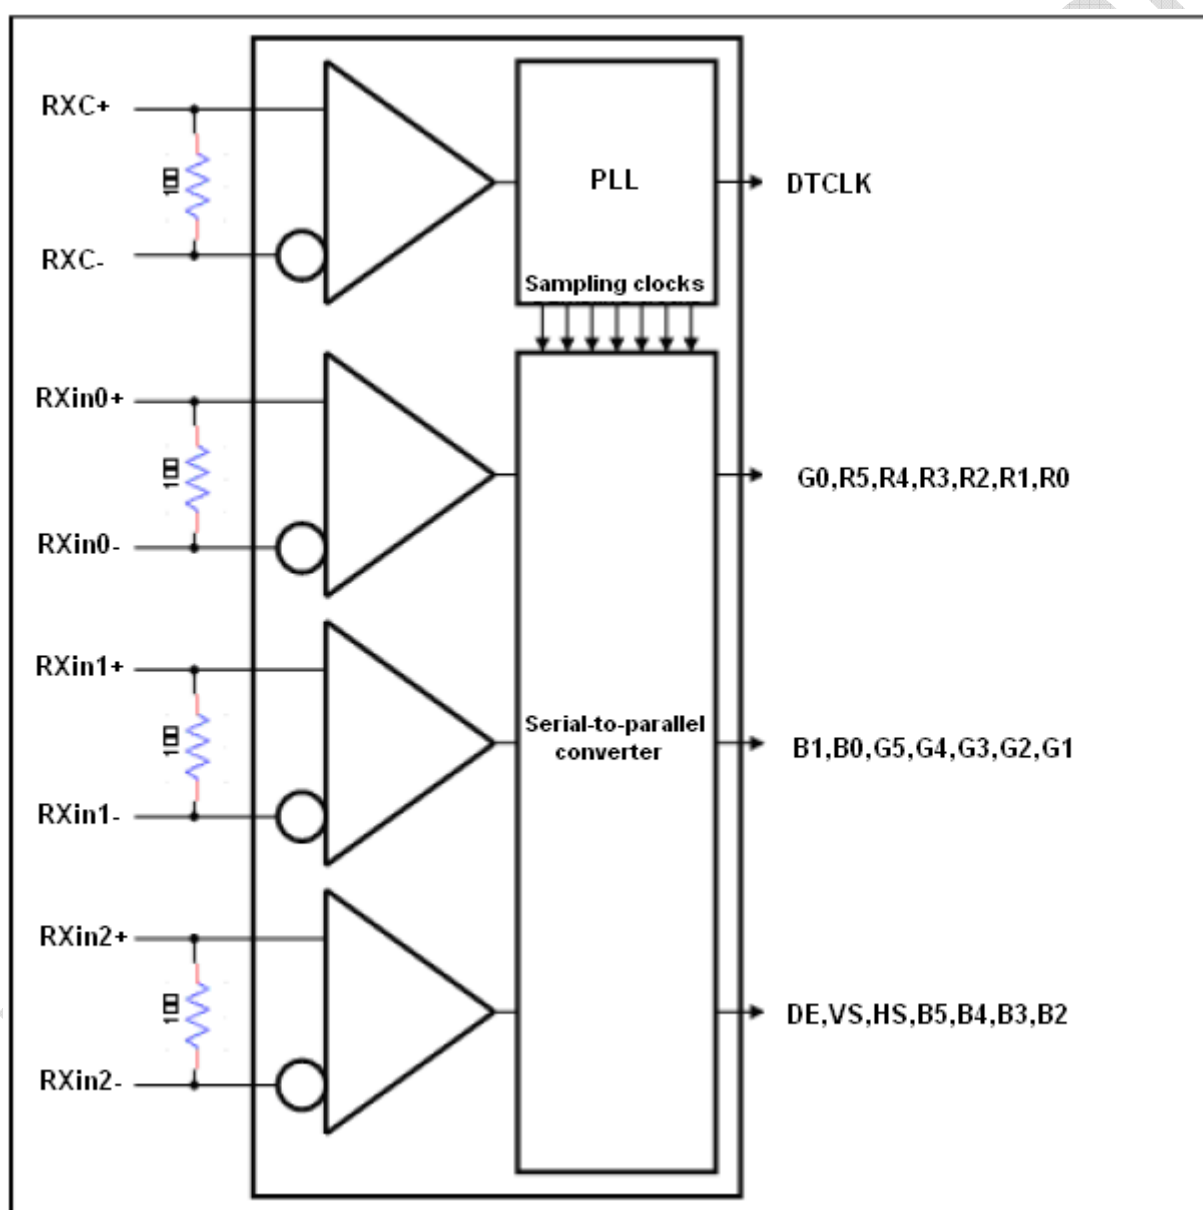 RXC+
PLL
DTCLK
RXC-
Sampling clocks
RXin0+
G0,R5,R4,R3,R2,R1,R0
RXin0-
RXin1+
Serial-to-parallel
converter
B1,B0,G5,G4,G3,G2,G1
RXin1-
RXin2+
DE,VS,HS,B5,B4,B3,B2
RXin2-